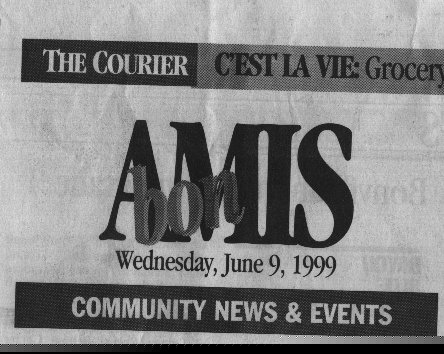 THE COURIER C'EST LA VIE: Grocery
bon AMIS
Wednesday, June 9, 1999
COMMUNITY NEWS & EVENTS